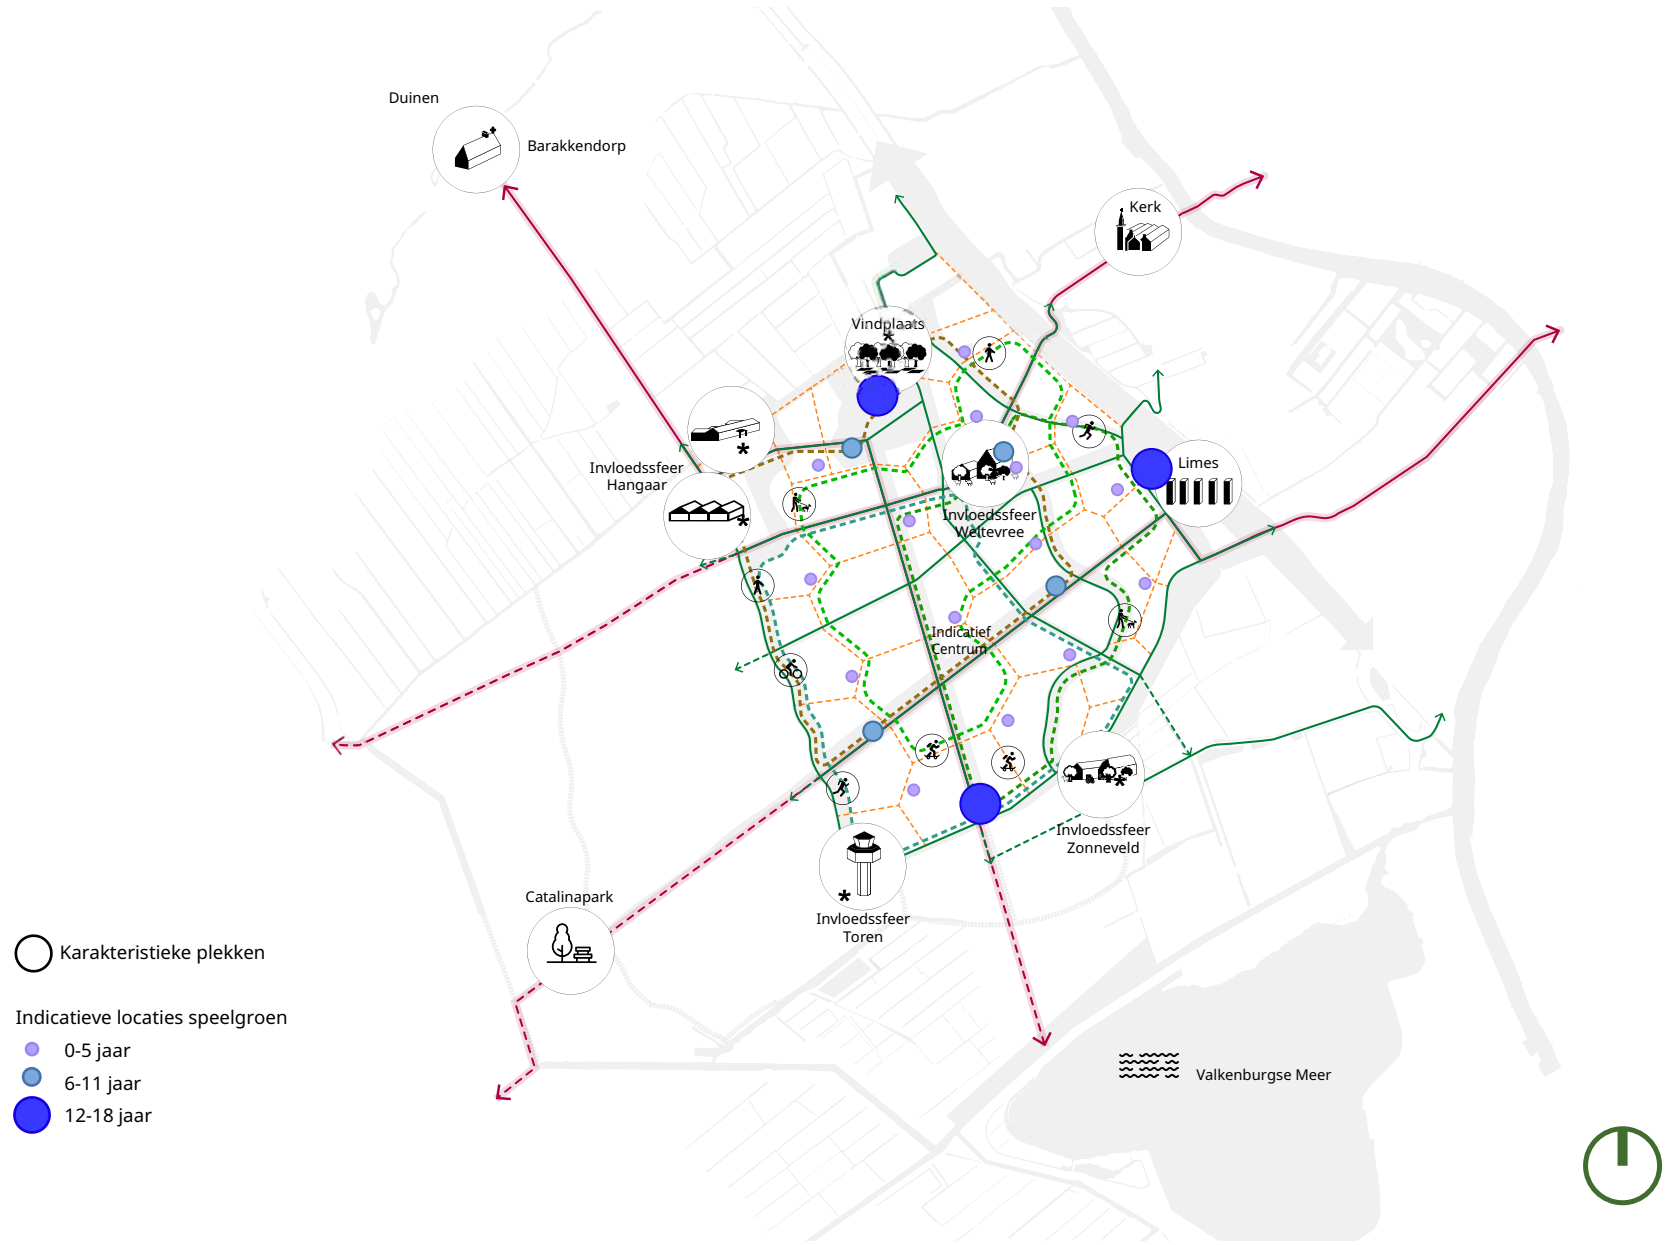 Duinen
Barakkendorp
Kerk
Vindplaats
Invloedssfeer
Hangaar
Limes
Invloedssfeer
Weltevree
Indicatief
Centrum
Invloedssfeer
Zonneveld
Catalinapark
Invloedssfeer
Toren
Karakteristieke plekken
Indicatieve locaties speelgroen
0-5 jaar
6-11 jaar
12-18 jaar
Valkenburgse Meer